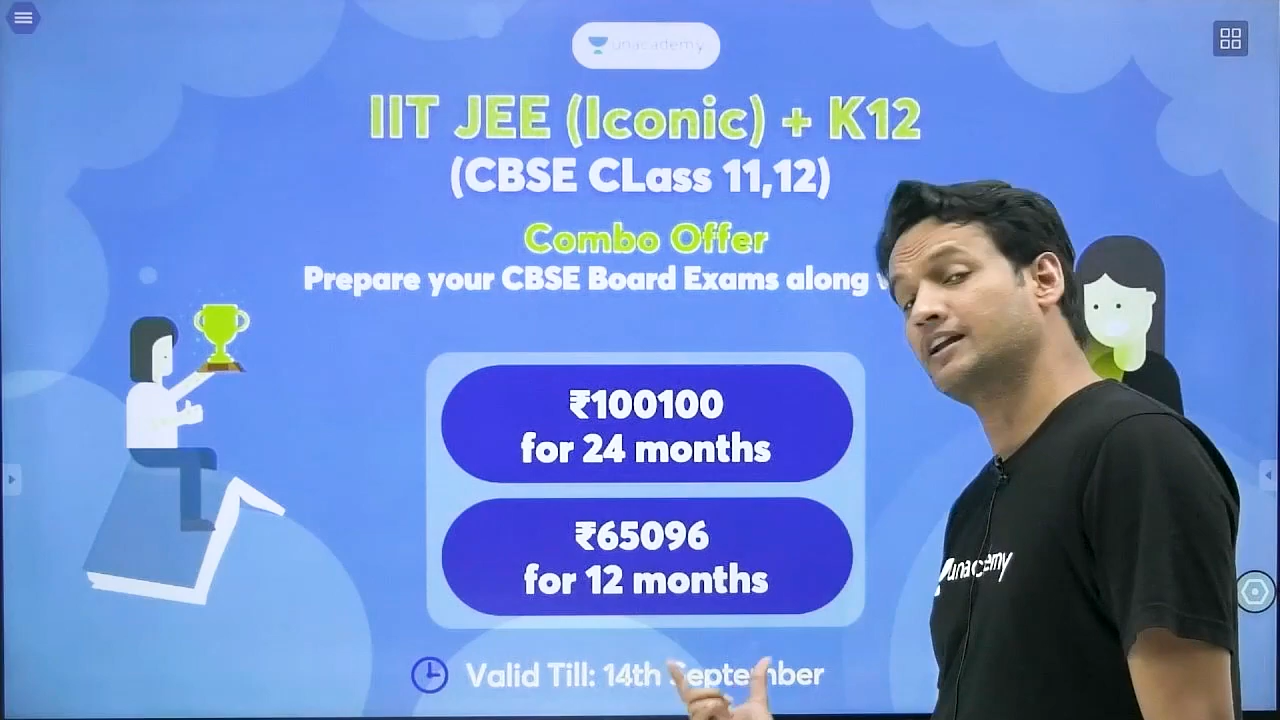 unacademy
IIT JEE (Iconic) + K12
(CBSE CLass 11,12)
Combo Offer
Prepare your CBSE Board Exams along
₹100100
for 24 months
₹65096
for 12 months
Valid Till: 14th September
unacademy